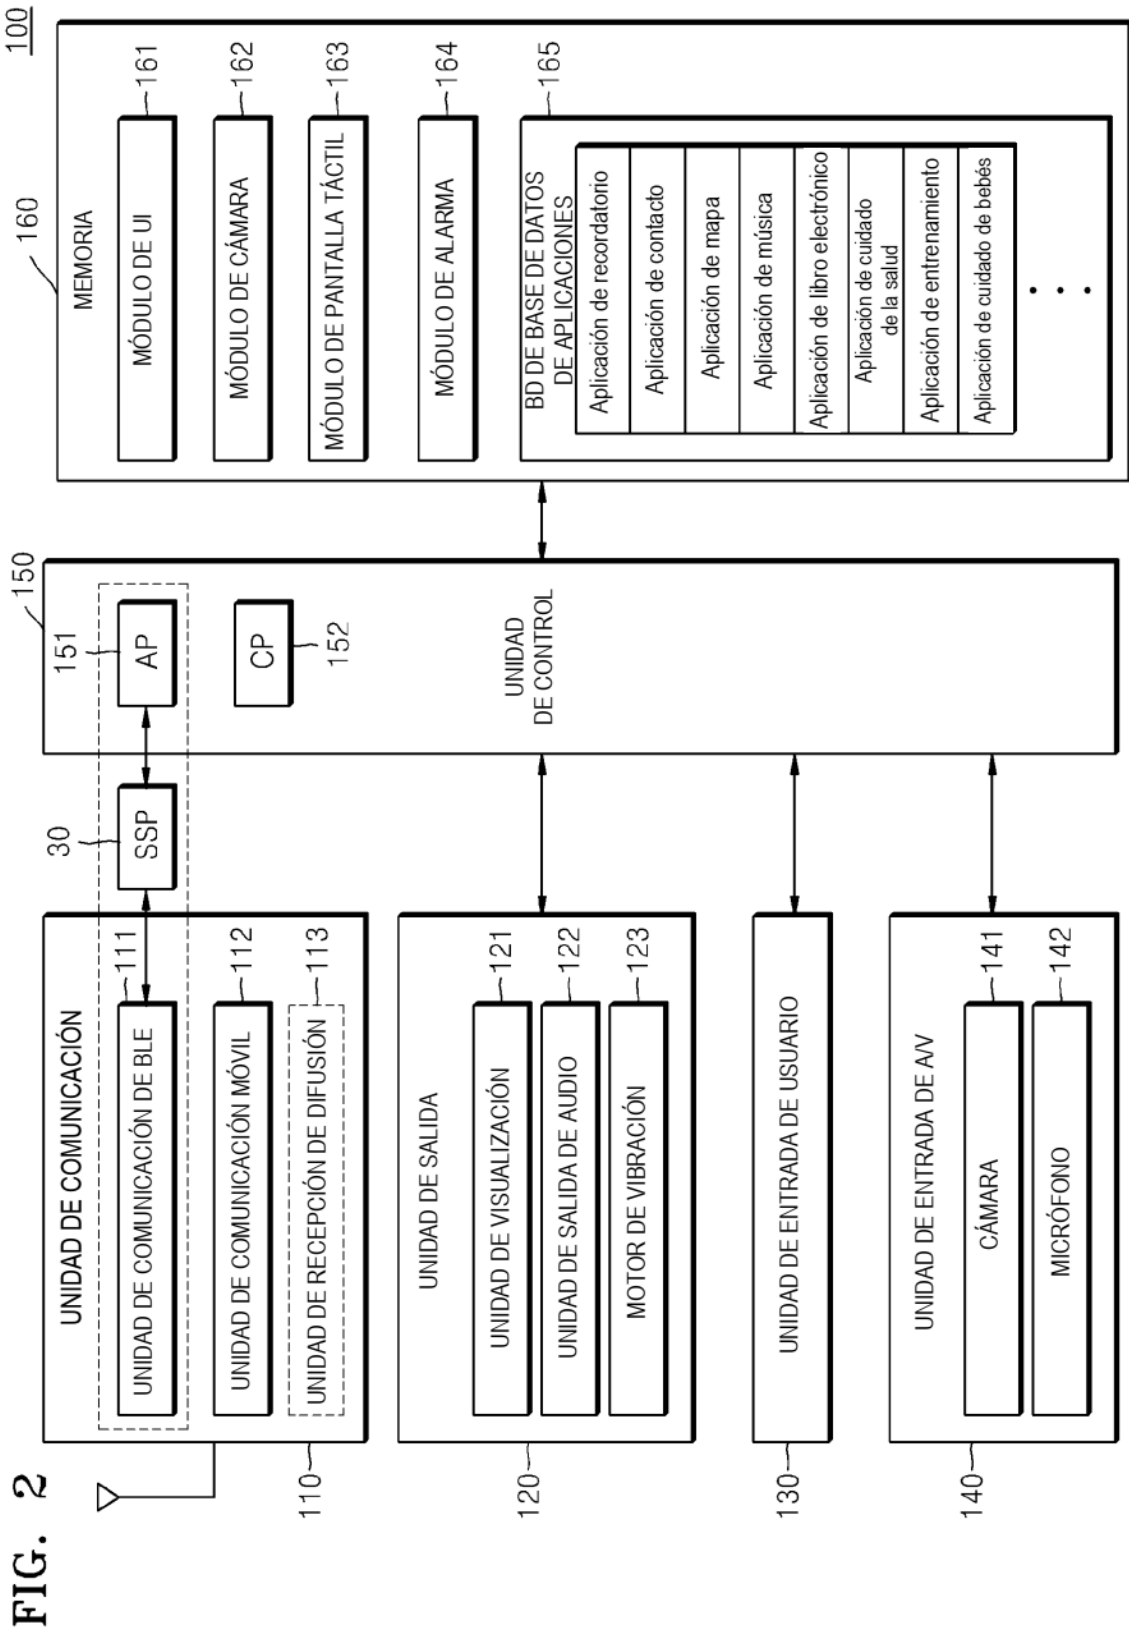 FIG. 2
100
110
UNIDAD DE COMUNICACIÓN
UNIDAD DE COMUNICACIÓN DE BLE
111
UNIDAD DE COMUNICACIÓN MÓVIL
112
UNIDAD DE RECEPCIÓN DE DIFUSIÓN
113
120
UNIDAD DE SALIDA
UNIDAD DE VISUALIZACIÓN
121
UNIDAD DE SALIDA DE AUDIO
122
MOTOR DE VIBRACIÓN
123
130
UNIDAD DE ENTRADA DE USUARIO
140
UNIDAD DE ENTRADA DE A/V
CÁMARA
141
MICRÓFONO
142
30
SSP
150
151
AP
CP
152
UNIDAD
DE CONTROL
160
MEMORIA
MÓDULO DE UI
161
MÓDULO DE CÁMARA
162
MÓDULO DE PANTALLA TÁCTIL
163
MÓDULO DE ALARMA
164
BD DE BASE DE DATOS
DE APLICACIONES
165
Aplicación de recordatorio
Aplicación de contacto
Aplicación de mapa
Aplicación de música
Aplicación de libro electrónico
Aplicación de cuidado
de la salud
Aplicación de entrenamiento
Aplicación de cuidado de bebés